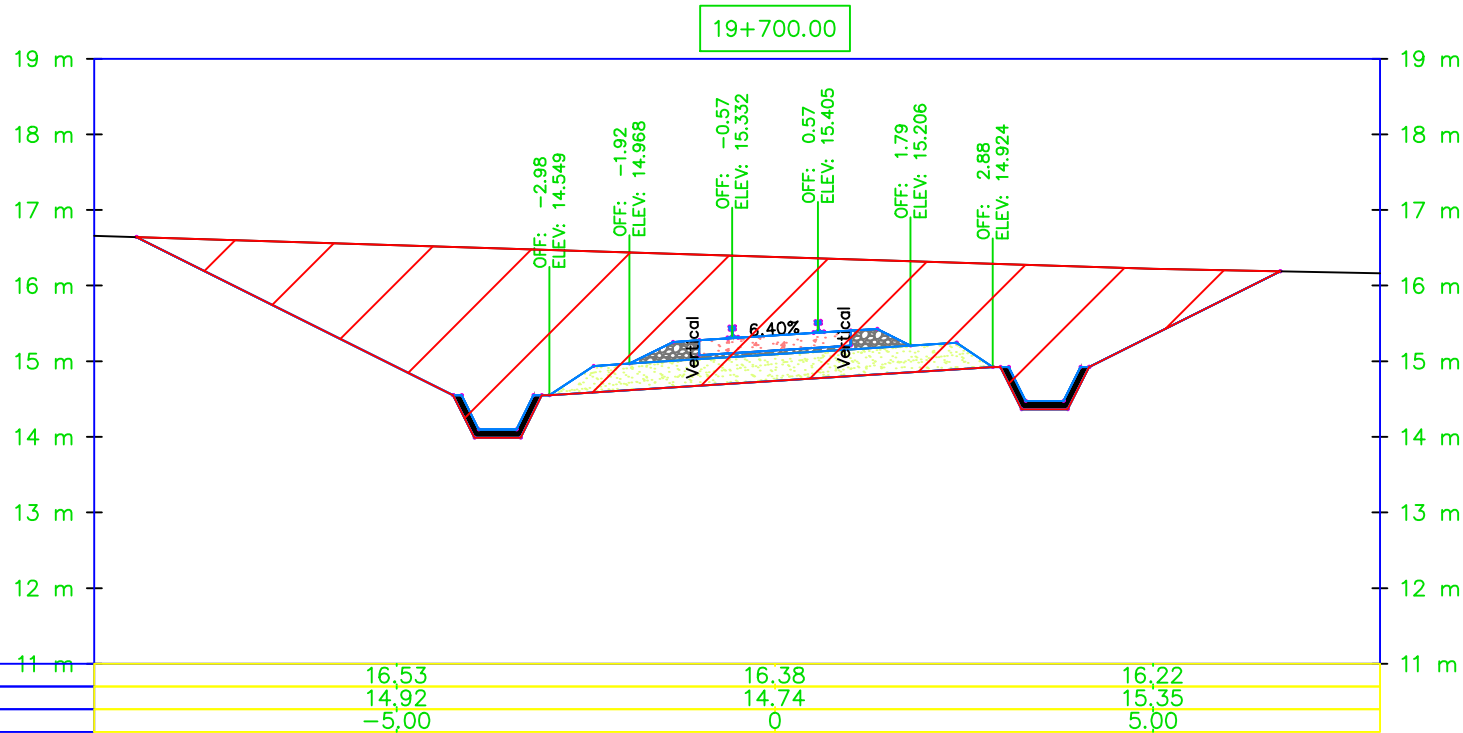 19+700.00
19 m
19 m
18 m
18 m
17 m
17 m
16 m
16 m
15 m
15 m
14 m
14 m
13 m
13 m
12 m
12 m
11 m
11 m
OFF: -2.98
ELEV: 14.549
OFF: -1.92
ELEV: 14.968
OFF: -0.57
ELEV: 15.332
OFF: 0.57
ELEV: 15.405
OFF: 1.79
ELEV: 15.206
OFF: 2.88
ELEV: 14.924
Vertical
6.40%
Vertical
16.53 16.38 16.22
14.92 14.74 15.35
-5.00 0 5.00